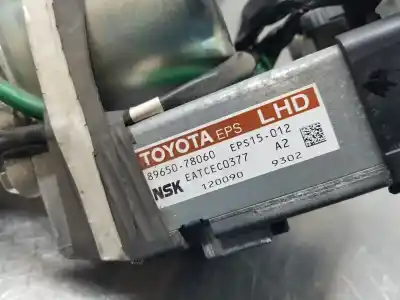 TOYOTA EPS LHD
89650-78060 EPS15-012
EATCEC0377 A2
NSK 120090 9302